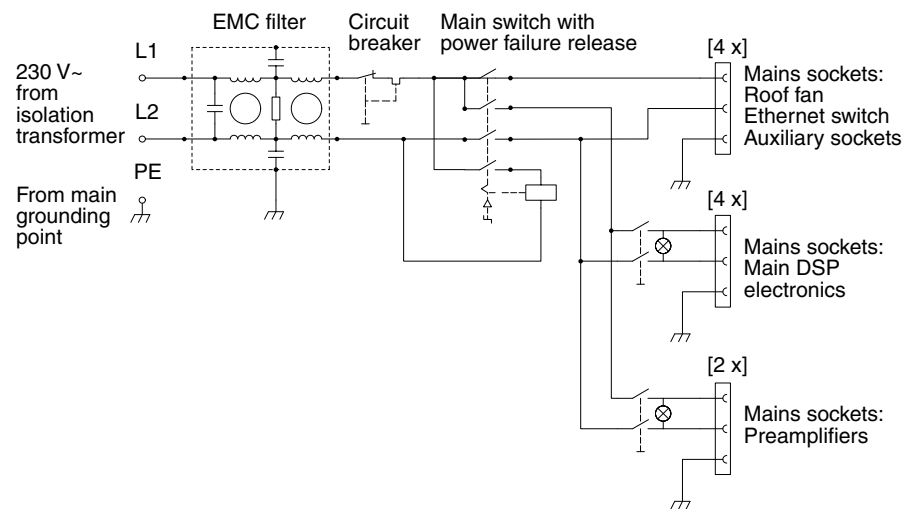 EMC filter
Circuit
breaker
Main switch with
power failure release
L1
230 V~
from
isolation
transformer
L2
PE
From main
grounding
point
[4 x]
Mains sockets:
Roof fan
Ethernet switch
Auxiliary sockets
[4 x]
Mains sockets:
Main DSP
electronics
[2 x]
Mains sockets:
Preamplifiers